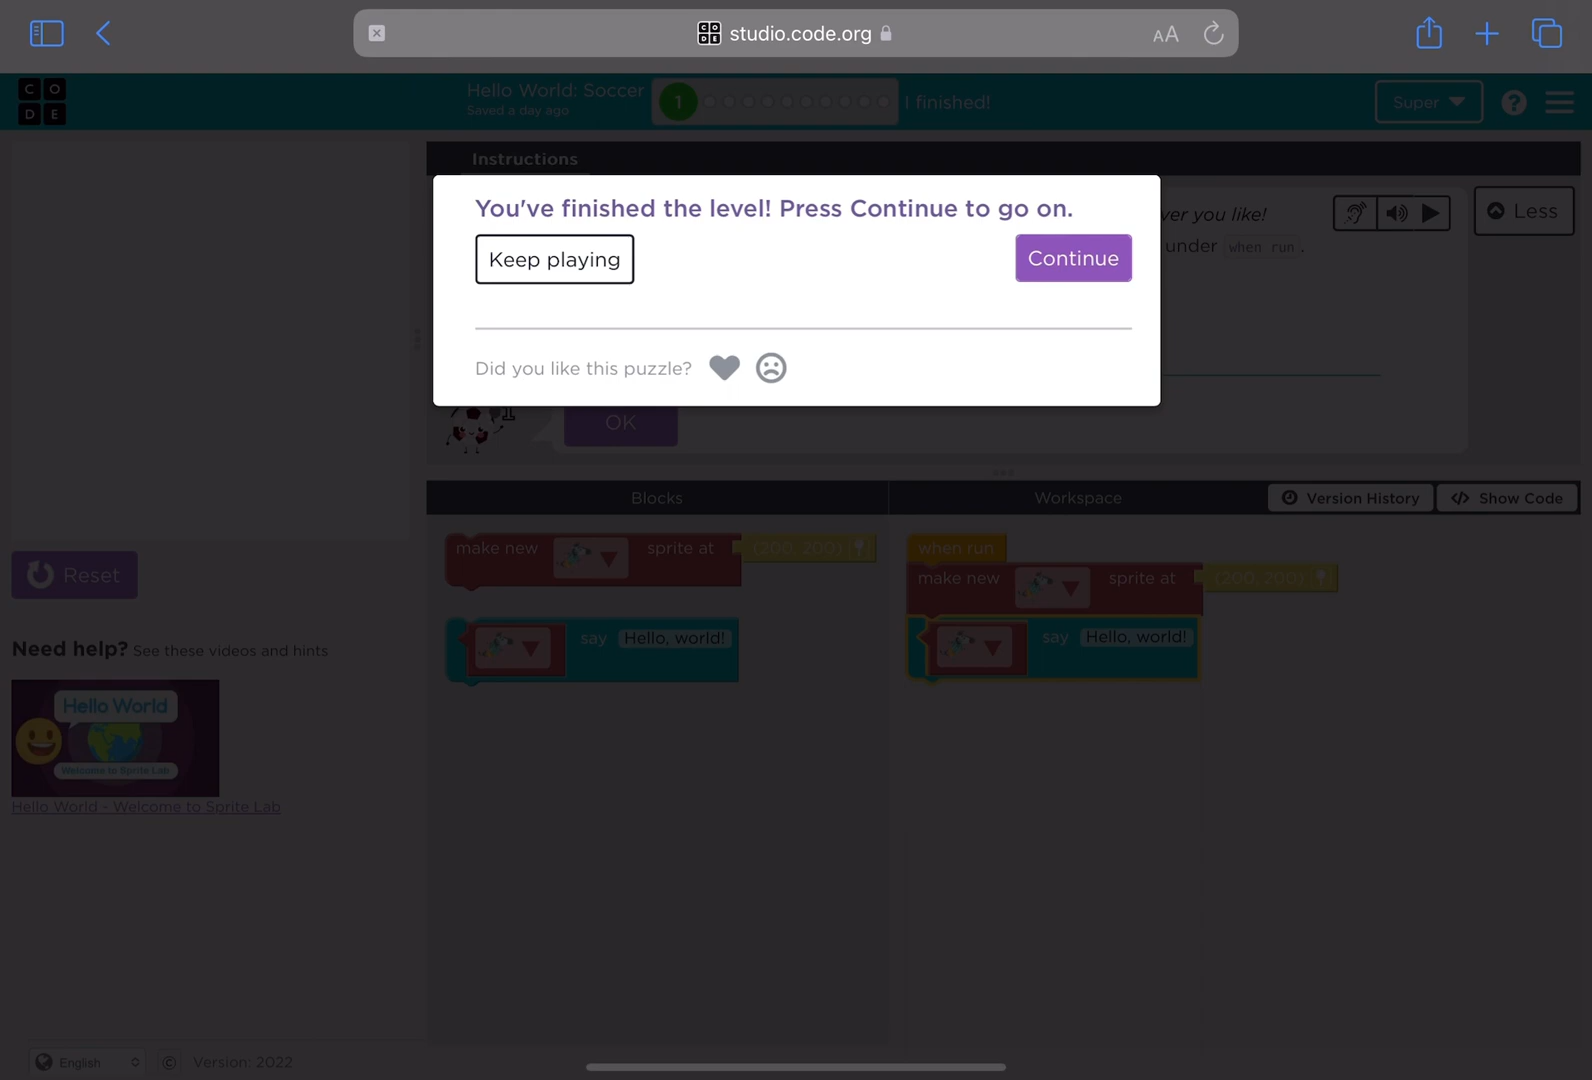 studio.code.org
AA
C O
D E
Hello World: Soccer
Saved a day ago
1
I finished!
Super
?
Instructions
You've finished the level! Press Continue to go on.
Keep playing
Continue
Did you like this puzzle?
ver you like!
under when run.
Less
OK
Blocks
Workspace
Version History
Show Code
make new sprite at (200, 200)
say Hello, world!
when run
make new sprite at (200, 200)
say Hello, world!
Reset
Need help? See these videos and hints
Hello World
Welcome to Sprite Lab
Hello World - Welcome to Sprite Lab
English
© Version: 2022